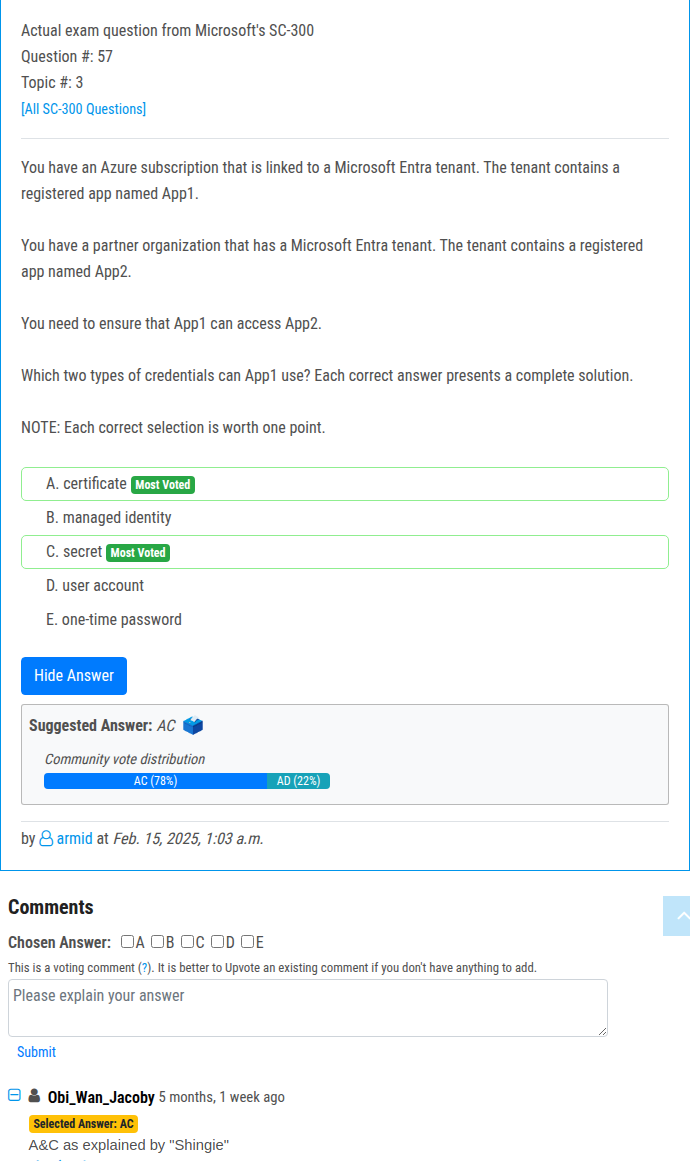 Actual exam question from Microsoft's SC-300
Question #: 57
Topic #: 3
[All SC-300 Questions]
You have an Azure subscription that is linked to a Microsoft Entra tenant. The tenant contains a
registered app named App1.
You have a partner organization that has a Microsoft Entra tenant. The tenant contains a registered
app named App2.
You need to ensure that App1 can access App2.
Which two types of credentials can App1 use? Each correct answer presents a complete solution.
NOTE: Each correct selection is worth one point.
A. certificate Most Voted
B. managed identity
C. secret Most Voted
D. user account
E. one-time password
Hide Answer
Suggested Answer: AC
Community vote distribution
AC (78%) AD (22%)
by armid at Feb. 15, 2025, 1:03 a.m.
Comments
Chosen Answer: A B C D E
This is a voting comment (?). It is better to Upvote an existing comment if you don't have anything to add.
Please explain your answer
Submit
Obi_Wan_Jacoby 5 months, 1 week ago
Selected Answer: AC
A&C as explained by "Shingie"